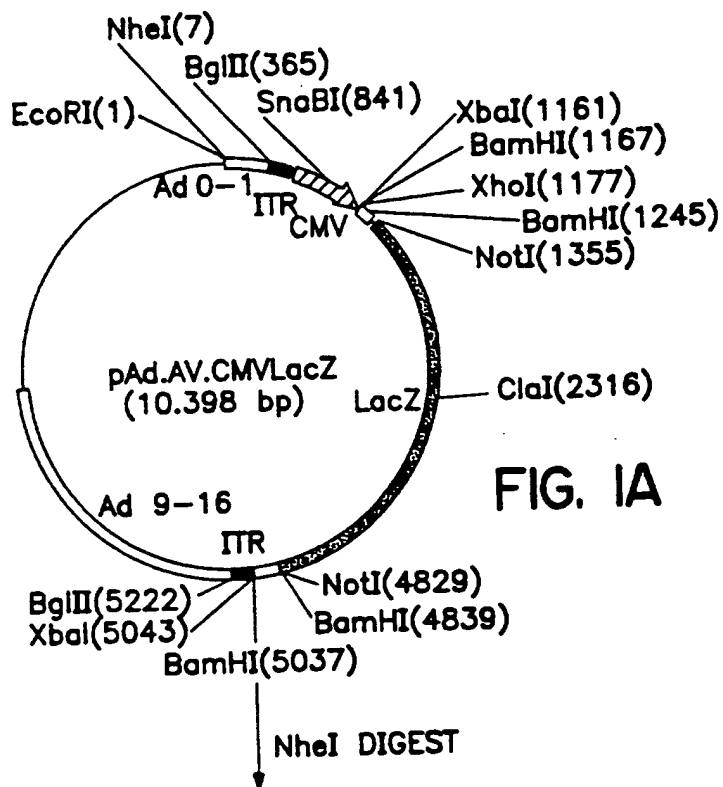 NheI(7)
BglII(365)
SnaBI(841)
EcoRI(1)
XbaI(1161)
BamHI(1167)
XhoI(1177)
BamHI(1245)
NotI(1355)
Ad 0-1
ITR
CMV
pAd.AV.CMVLacZ
(10.398 bp)
LacZ
ClaI(2316)
FIG. 1A
Ad 9-16
ITR
NotI(4829)
BamHI(4839)
BglII(5222)
XbaI(5043)
BamHI(5037)
NheI DIGEST